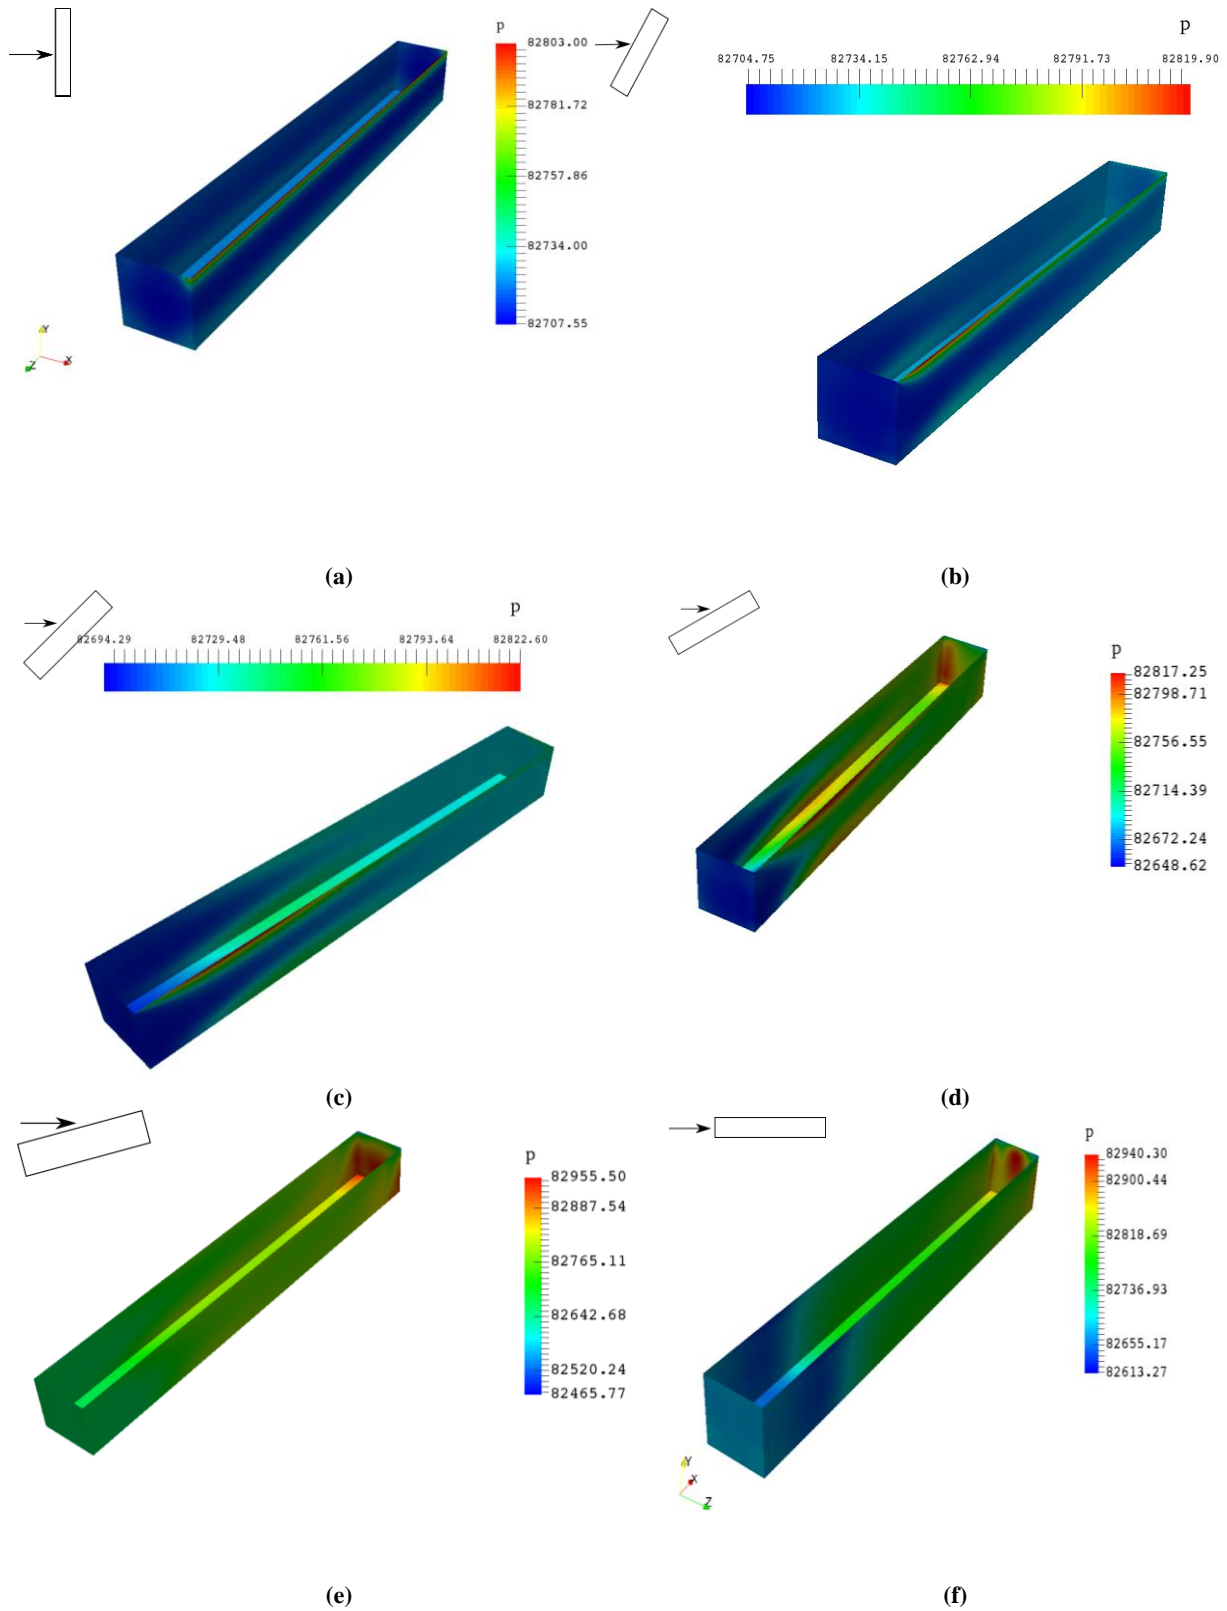 p
82803.00
82781.72
82757.86
82734.00
82707.55
Y
X
Z
(a)
p
82704.75 82734.15 82762.94 82791.73 82819.90
(b)
p
82694.29 82729.48 82761.56 82793.64 82822.60
(c)
p
82817.25
82798.71
82756.55
82714.39
82672.24
82648.62
(d)
p
82955.50
82887.54
82765.11
82642.68
82520.24
82465.77
(e)
p
82940.30
82900.44
82818.69
82736.93
82655.17
82613.27
Y
X
Z
(f)